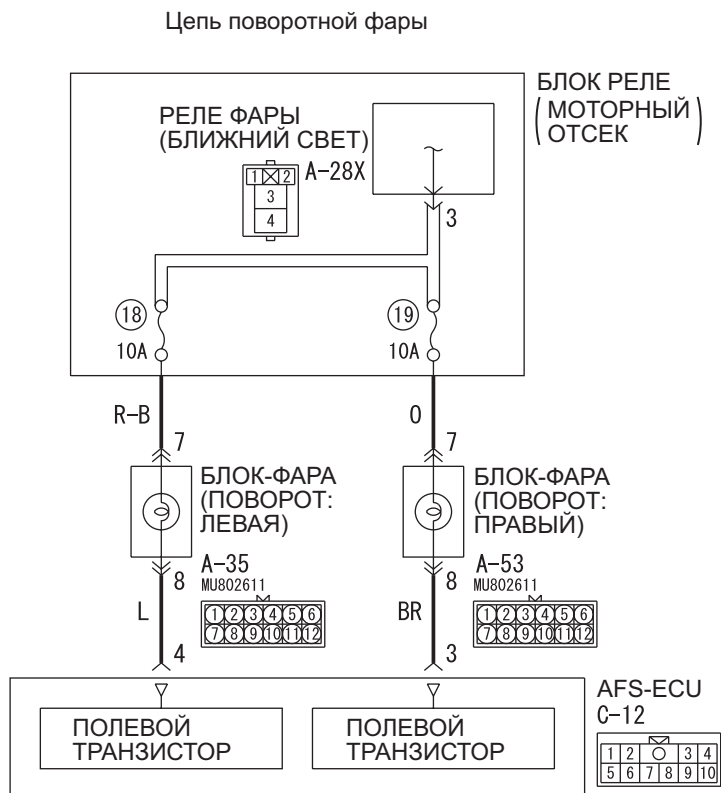 Цепь поворотной фары
БЛОК РЕЛЕ
(МОТОРНЫЙ
ОТСЕК)
РЕЛЕ ФАРЫ
(БЛИЖНИЙ СВЕТ)
A-28X
1 2
3
4
3
18
19
10A
10A
R-B
O
7
7
БЛОК-ФАРА
(ПОВОРОТ:
ЛЕВАЯ)
БЛОК-ФАРА
(ПОВОРОТ:
ПРАВЫЙ)
8
A-35
MU802611
1 2 3 4 5 6
7 8 9 10 11 12
8
A-53
MU802611
1 2 3 4 5 6
7 8 9 10 11 12
L
BR
4
3
AFS-ECU
C-12
1 2 3 4
5 6 7 8 9 10
ПОЛЕВОЙ
ТРАНЗИСТОР
ПОЛЕВОЙ
ТРАНЗИСТОР